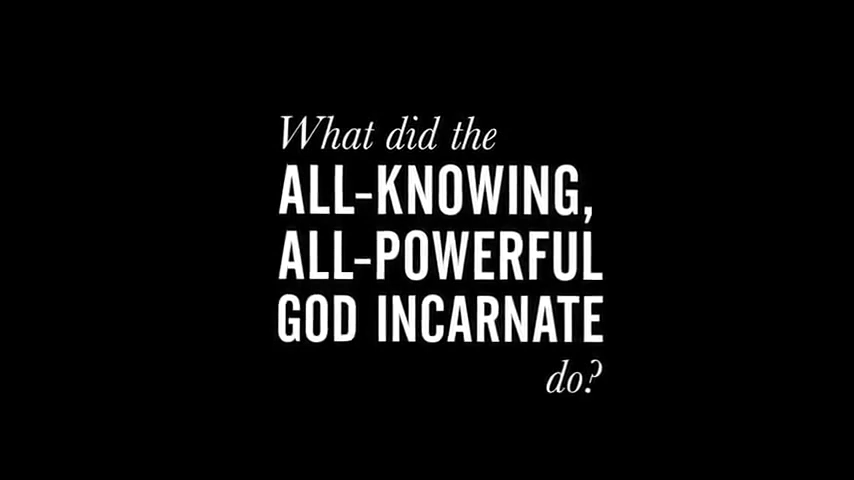 What did the
ALL-KNOWING,
ALL-POWERFUL
GOD INCARNATE
do?